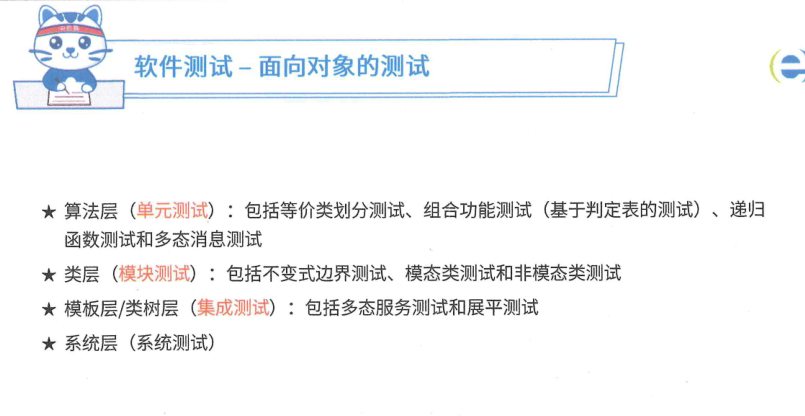 软件测试 – 面向对象的测试
★ 算法层（单元测试）：包括等价类划分测试、组合功能测试（基于判定表的测试）、递归
函数测试和多态消息测试
★ 类层（模块测试）：包括不变式边界测试、模态类测试和非模态类测试
★ 模板层/类树层（集成测试）：包括多态服务测试和展平测试
★ 系统层（系统测试）